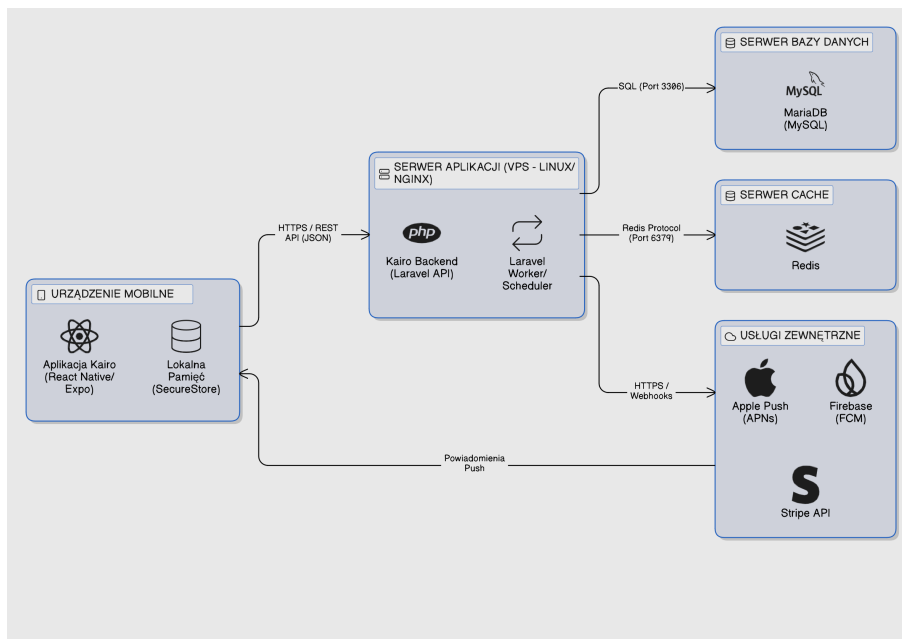 SERWER BAZY DANYCH
MySQL
MariaDB
(MySQL)
SQL (Port 3306)
SERWER APLIKACJI (VPS - LINUX/
NGINX)
php
Kairo Backend
(Laravel API)
Laravel
Worker/
Scheduler
SERWER CACHE
Redis
Redis Protocol
(Port 6379)
HTTPS / REST
API (JSON)
URZĄDZENIE MOBILNE
Aplikacja Kairo
(React Native/
Expo)
Lokalna
Pamięć
(SecureStore)
USŁUGI ZEWNĘTRZNE
Apple Push
(APNs)
Firebase
(FCM)
HTTPS /
Webhooks
Powiadomienia
Push
S
Stripe API